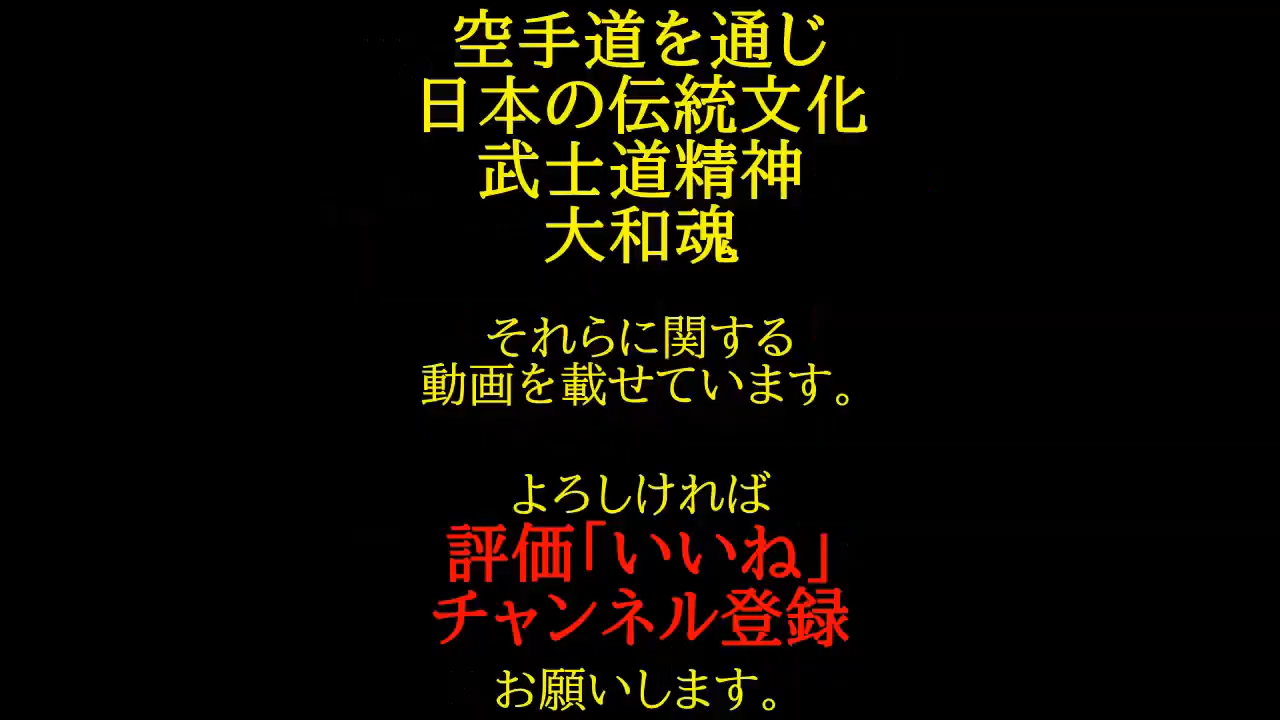 空手道を通じ
日本の伝統文化
武士道精神
大和魂
それらに関する
動画を載せています。
よろしければ
評価「いいね」
チャンネル登録
お願いします。